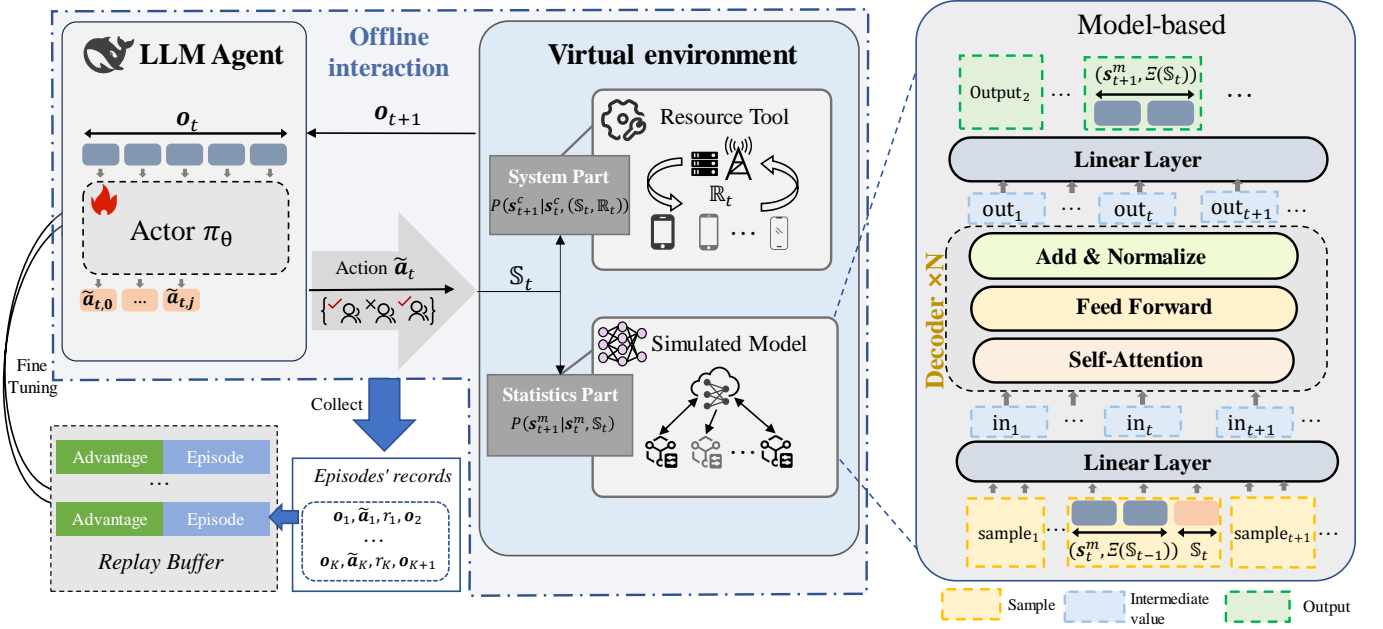 LLM Agent
𝒐ₜ
Actor π_θ
ã_{t,0} ... ã_{t,j}
Offline
interaction
𝒐_{t+1}
Action ã_t
{ }
Virtual environment
Resource Tool
ℝ_t
...
System Part
P(s^c_{t+1}|s^c_t, (𝕊_t, ℝ_t))
𝕊_t
Simulated Model
...
Statistics Part
P(s^m_{t+1}|s^m_t, 𝕊_t)
Fine
Tuning
Collect
Advantage Episode
...
Advantage Episode
Replay Buffer
Episodes' records
o_1, ã_1, r_1, o_2
...
o_K, ã_K, r_K, o_{K+1}
Model-based
Output_2 ... (s^m_{t+1}, Ξ(𝕊_t)) ...
Linear Layer
out_1 ... out_t out_{t+1} ...
Decoder ×N
Add & Normalize
Feed Forward
Self-Attention
in_1 ... in_t in_{t+1} ...
Linear Layer
sample_1 ... (s^m_t, Ξ(𝕊_{t-1})) 𝕊_t sample_{t+1} ...
Sample
Intermediate
value
Output